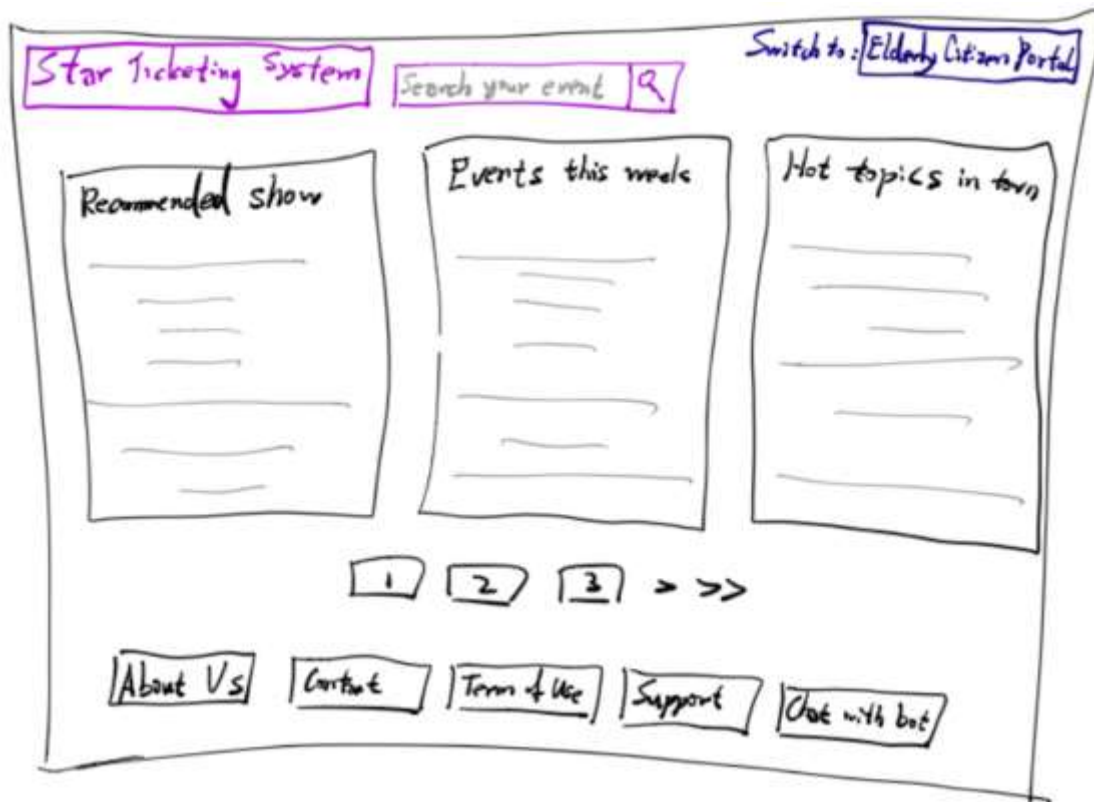 Star Ticketing System
Search your event
Switch to: Elderly Citizen Portal
Recommended show
Events this week
Hot topics in town
1 2 3 > >>
About Us
Contact
Term of Use
Support
Chat with bot